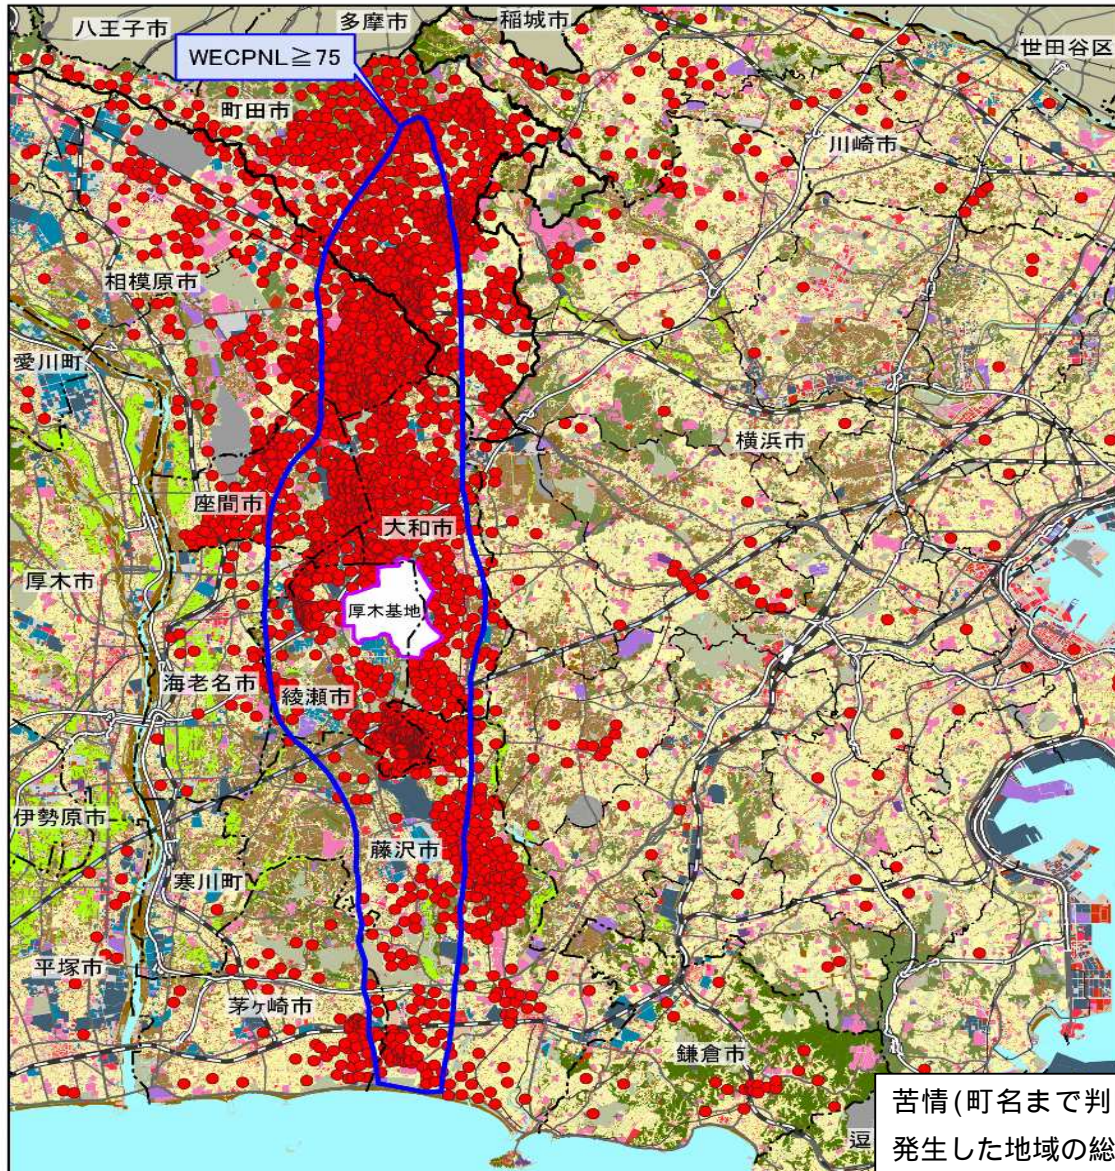 八王子市
多摩市
稲城市
世田谷区
WECPNL≧75
町田市
川崎市
相模原市
愛川町
横浜市
座間市
大和市
厚木市
厚木基地
海老名市
綾瀬市
伊勢原市
藤沢市
寒川町
平塚市
茅ヶ崎市
鎌倉市
逗
苦情(町名まで判
発生した地域の総